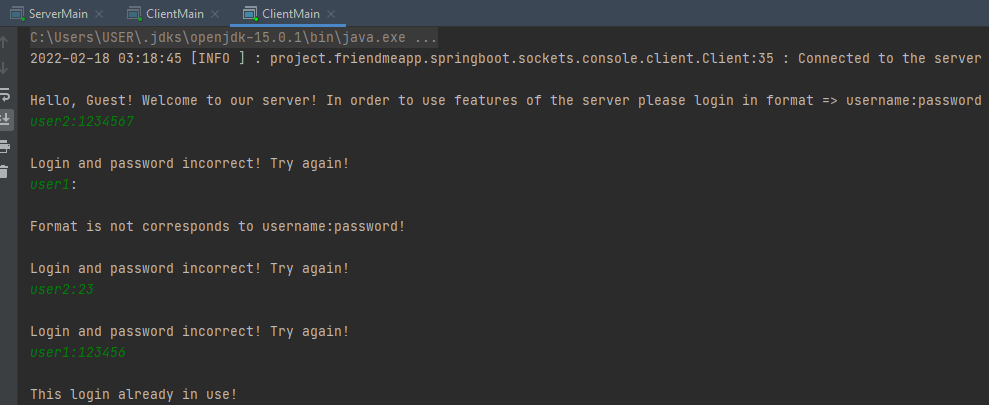 ServerMain ClientMain ClientMain
C:\Users\USER\.jdks\openjdk-15.0.1\bin\java.exe ...
2022-02-18 03:18:45 [INFO ] : project.friendmeapp.springboot.sockets.console.client.Client:35 : Connected to the server
Hello, Guest! Welcome to our server! In order to use features of the server please login in format => username:password
user2:1234567
Login and password incorrect! Try again!
user1:
Format is not corresponds to username:password!
Login and password incorrect! Try again!
user2:23
Login and password incorrect! Try again!
user1:123456
This login already in use!